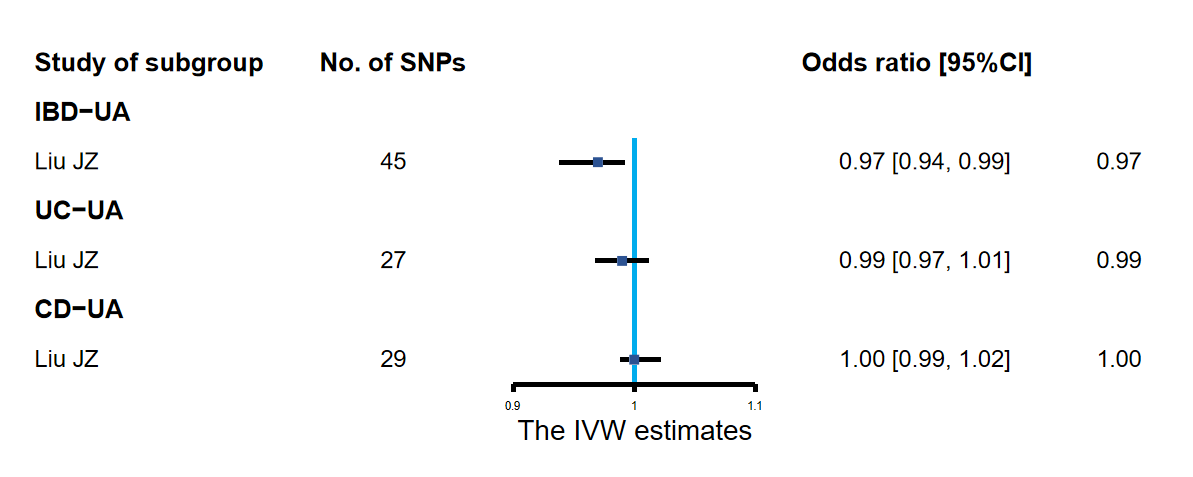 Study of subgroup No. of SNPs Odds ratio [95%CI]
IBD−UA
Liu JZ 45 0.97 [0.94, 0.99] 0.97
UC−UA
Liu JZ 27 0.99 [0.97, 1.01] 0.99
CD−UA
Liu JZ 29 1.00 [0.99, 1.02] 1.00
0.9 1 1.1
The IVW estimates